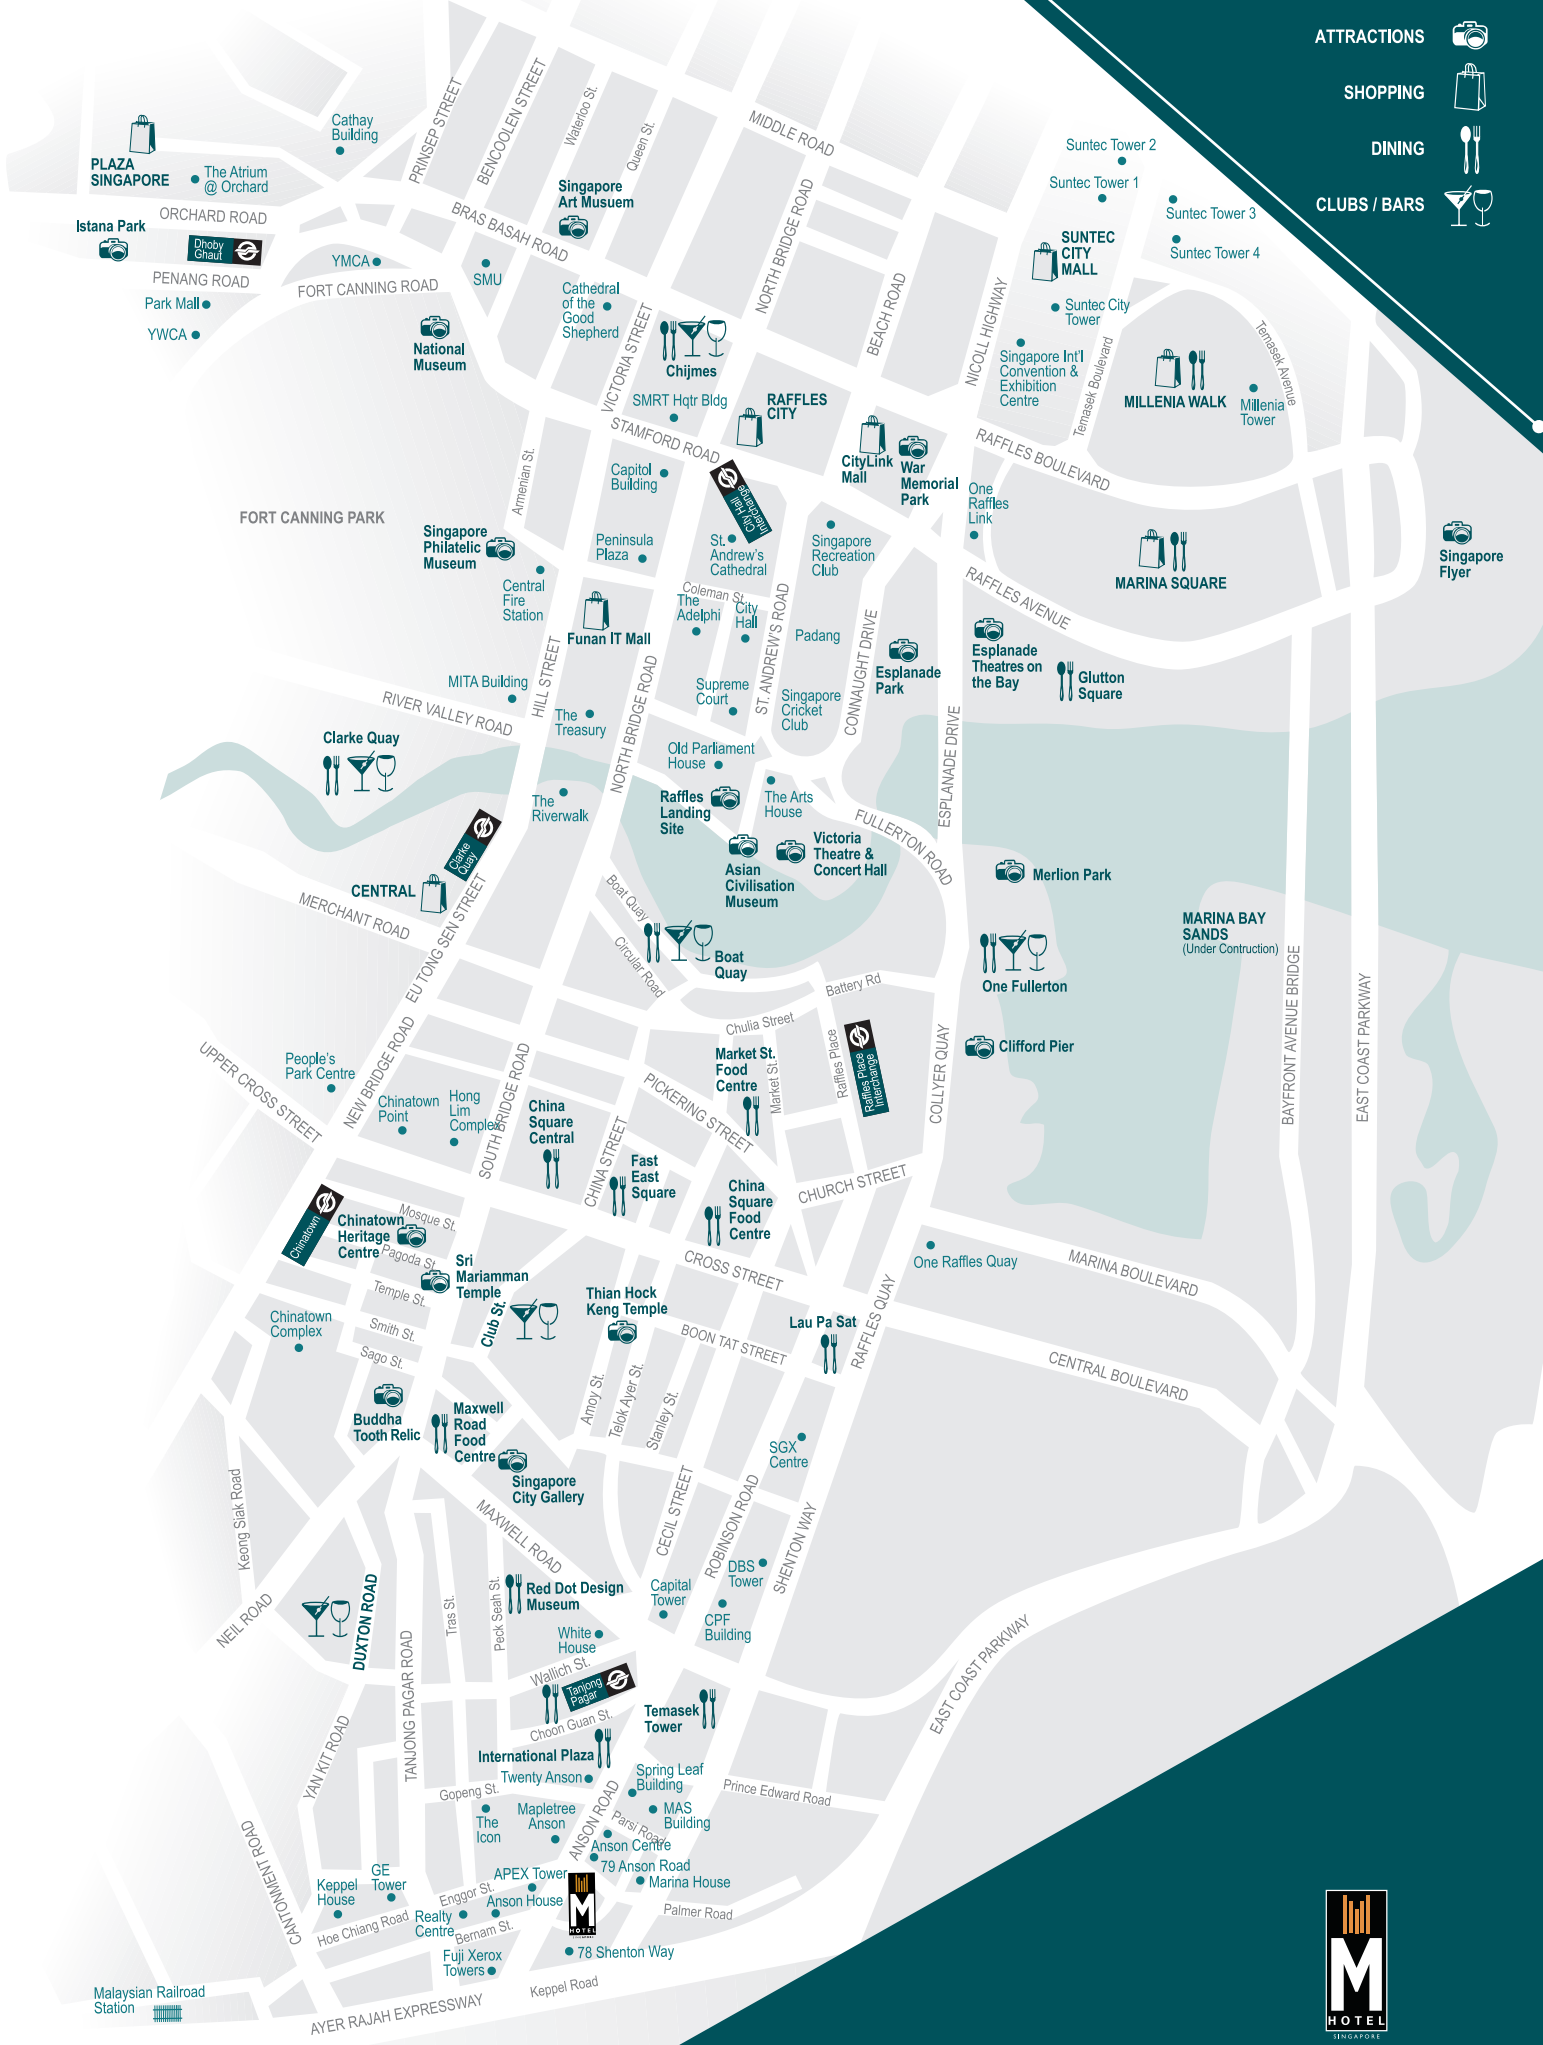 ATTRACTIONS
SHOPPING
DINING
CLUBS / BARS
Suntec Tower 2
Suntec Tower 1
Suntec Tower 3
Suntec Tower 4
SUNTEC
CITY
MALL
Suntec City
Tower
Singapore Int'l
Convention &
Exhibition
Centre
Temasek Boulevard
Temasek Avenue
MILLENIA WALK
Millenia
Tower
NICOLL HIGHWAY
BEACH ROAD
MIDDLE ROAD
NORTH BRIDGE ROAD
PRINSEP STREET
BENCOOLEN STREET
Waterloo St.
Queen St.
Cathay
Building
PLAZA
SINGAPORE
The Atrium
@ Orchard
ORCHARD ROAD
Istana Park
Dhoby
Ghaut
PENANG ROAD
Park Mall
YWCA
YMCA
FORT CANNING ROAD
BRAS BASAH ROAD
Singapore
Art Musuem
SMU
Cathedral
of the
Good
Shepherd
National
Museum
VICTORIA STREET
Chijmes
SMRT Hqtr Bldg
RAFFLES
CITY
STAMFORD ROAD
Capitol
Building
City Hall
Interchange
CityLink
Mall
War
Memorial
Park
RAFFLES BOULEVARD
One
Raffles
Link
MARINA SQUARE
Singapore
Flyer
RAFFLES AVENUE
Armenian St.
FORT CANNING PARK
Singapore
Philatelic
Museum
Central
Fire
Station
Peninsula
Plaza
St.
Andrew's
Cathedral
Singapore
Recreation
Club
Coleman St.
The
Adelphi
City
Hall
Padang
Funan IT Mall
HILL STREET
NORTH BRIDGE ROAD
ST. ANDREW'S ROAD
CONNAUGHT DRIVE
Esplanade
Park
Esplanade
Theatres on
the Bay
Glutton
Square
MITA Building
RIVER VALLEY ROAD
The
Treasury
Supreme
Court
Singapore
Cricket
Club
ESPLANADE DRIVE
Clarke Quay
Old Parliament
House
The
Riverwalk
Raffles
Landing
Site
The Arts
House
FULLERTON ROAD
Victoria
Theatre &
Concert Hall
Asian
Civilisation
Museum
Merlion Park
Clarke
Quay
CENTRAL
MERCHANT ROAD
EU TONG SEN STREET
Boat Quay
Circular Road
Boat
Quay
One Fullerton
MARINA BAY
SANDS
(Under Contruction)
BAYFRONT AVENUE BRIDGE
EAST COAST PARKWAY
Battery Rd
Chulia Street
Clifford Pier
COLLYER QUAY
Raffles Place
Raffles Place
Interchange
Market St.
Food
Centre
Market St.
UPPER CROSS STREET
People's
Park Centre
NEW BRIDGE ROAD
Chinatown
Point
Hong
Lim
Complex
SOUTH BRIDGE ROAD
China
Square
Central
CHINA STREET
PICKERING STREET
Fast
East
Square
China
Square
Food
Centre
CHURCH STREET
Chinatown
Chinatown
Heritage
Centre
Mosque St.
Pagoda St.
Sri
Mariamman
Temple
Temple St.
Smith St.
Sago St.
Club St.
Thian Hock
Keng Temple
CROSS STREET
One Raffles Quay
MARINA BOULEVARD
RAFFLES QUAY
Lau Pa Sat
BOON TAT STREET
CENTRAL BOULEVARD
Chinatown
Complex
Buddha
Tooth Relic
Maxwell
Road
Food
Centre
Singapore
City Gallery
Amoy St.
Telok Ayer St.
Stanley St.
SGX
Centre
Keong Siak Road
MAXWELL ROAD
CECIL STREET
ROBINSON ROAD
SHENTON WAY
DBS
Tower
Capital
Tower
CPF
Building
Red Dot Design
Museum
White
House
NEIL ROAD
DUXTON ROAD
Tras St.
Peck Seah St.
Wallich St.
Tanjong
Pagar
Choon Guan St.
Temasek
Tower
TANJONG PAGAR ROAD
YAN KIT ROAD
International Plaza
Twenty Anson
Spring Leaf
Building
Prince Edward Road
EAST COAST PARKWAY
Gopeng St.
The
Icon
Mapletree
Anson
ANSON ROAD
MAS
Building
Parsi Road
Anson Centre
79 Anson Road
Marina House
Palmer Road
CANTONMENT ROAD
Keppel
House
GE
Tower
Enggor St.
APEX Tower
Anson House
Hoe Chiang Road
Realty
Centre
Bernam St.
Fuji Xerox
Towers
M
HOTEL
78 Shenton Way
Keppel Road
AYER RAJAH EXPRESSWAY
Malaysian Railroad
Station
M
HOTEL
SINGAPORE